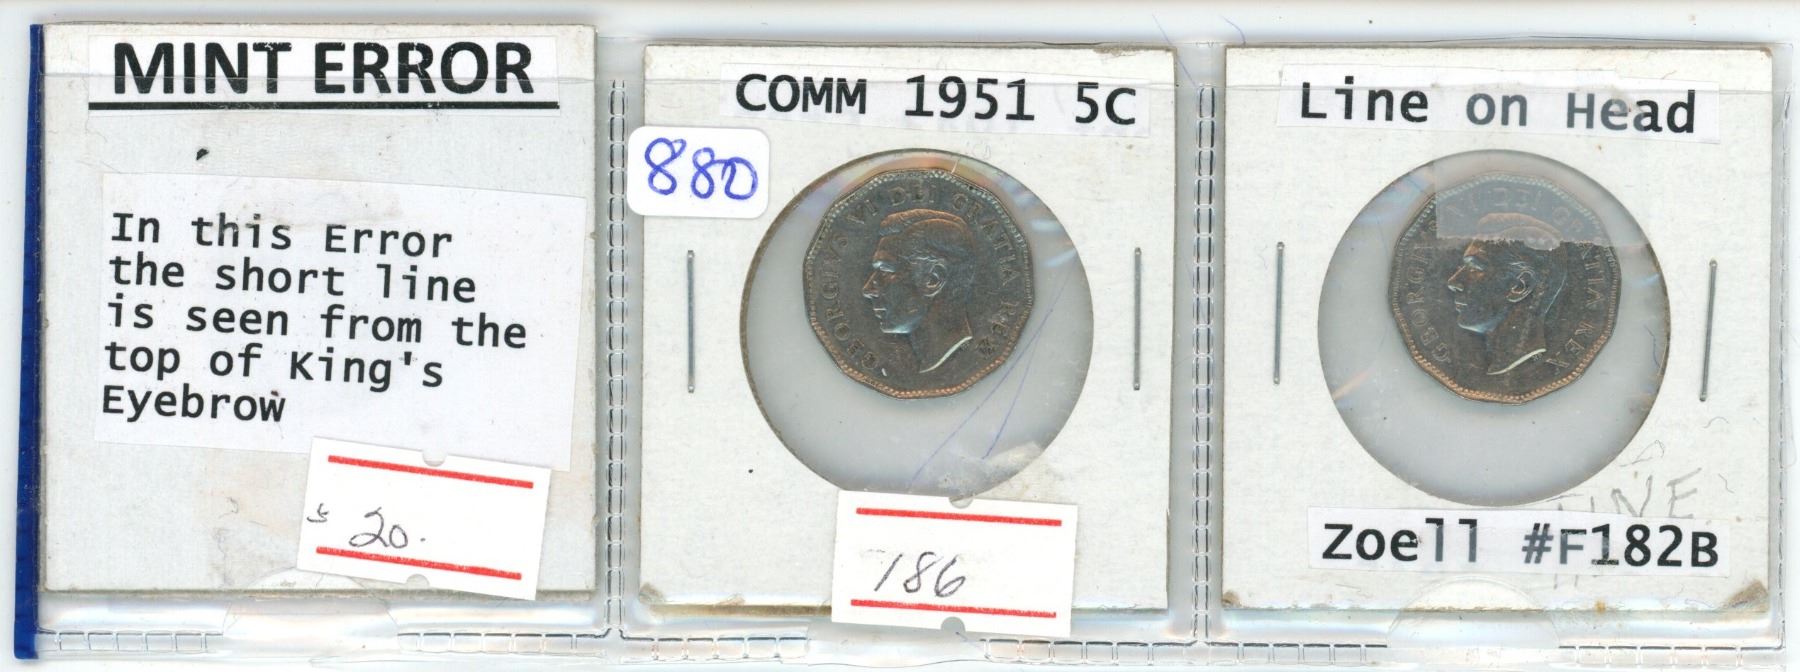 MINT ERROR
In this Error
the short line
is seen from the
top of King's
Eyebrow
$ 20.
COMM 1951 5C
880
GEORGIVS VI DEI GRATIA REX
186
Line on Head
GEORGIVS VI DEI GRATIA REX
FINE
Zoell #F182B